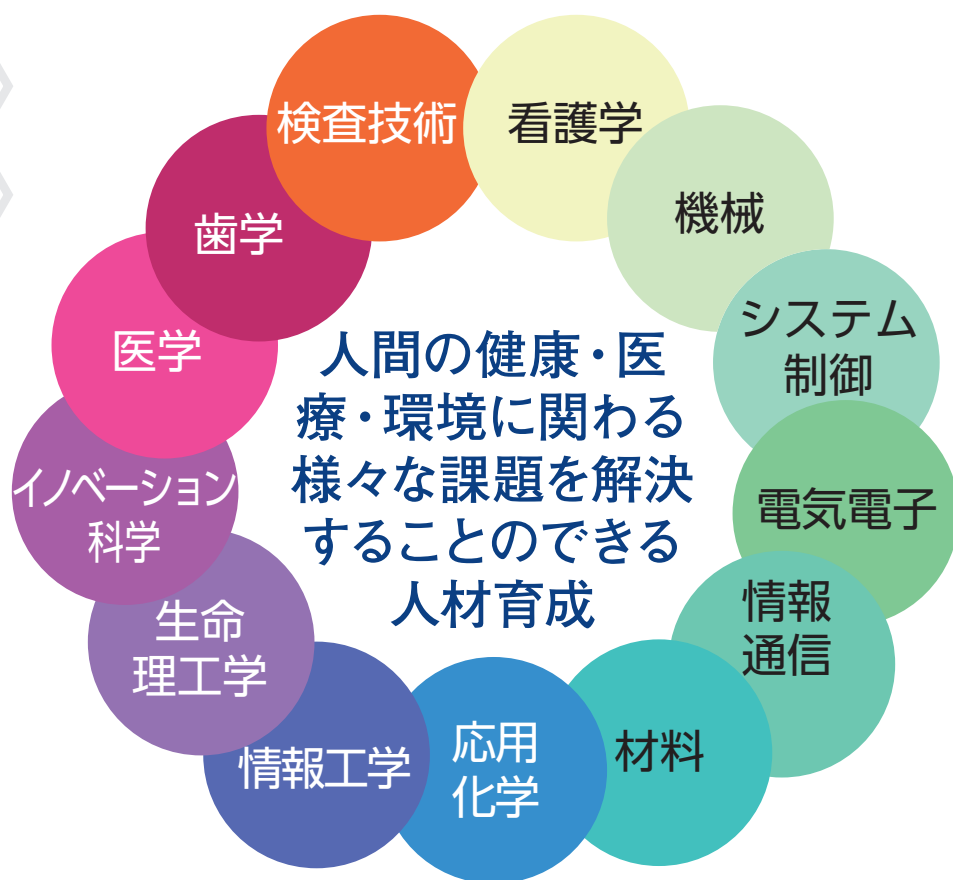 検査技術
看護学
機械
システム
制御
電気電子
情報
通信
材料
応用
化学
情報工学
生命
理工学
イノベーション
科学
医学
歯学
人間の健康・医
療・環境に関わる
様々な課題を解決
することのできる
人材育成